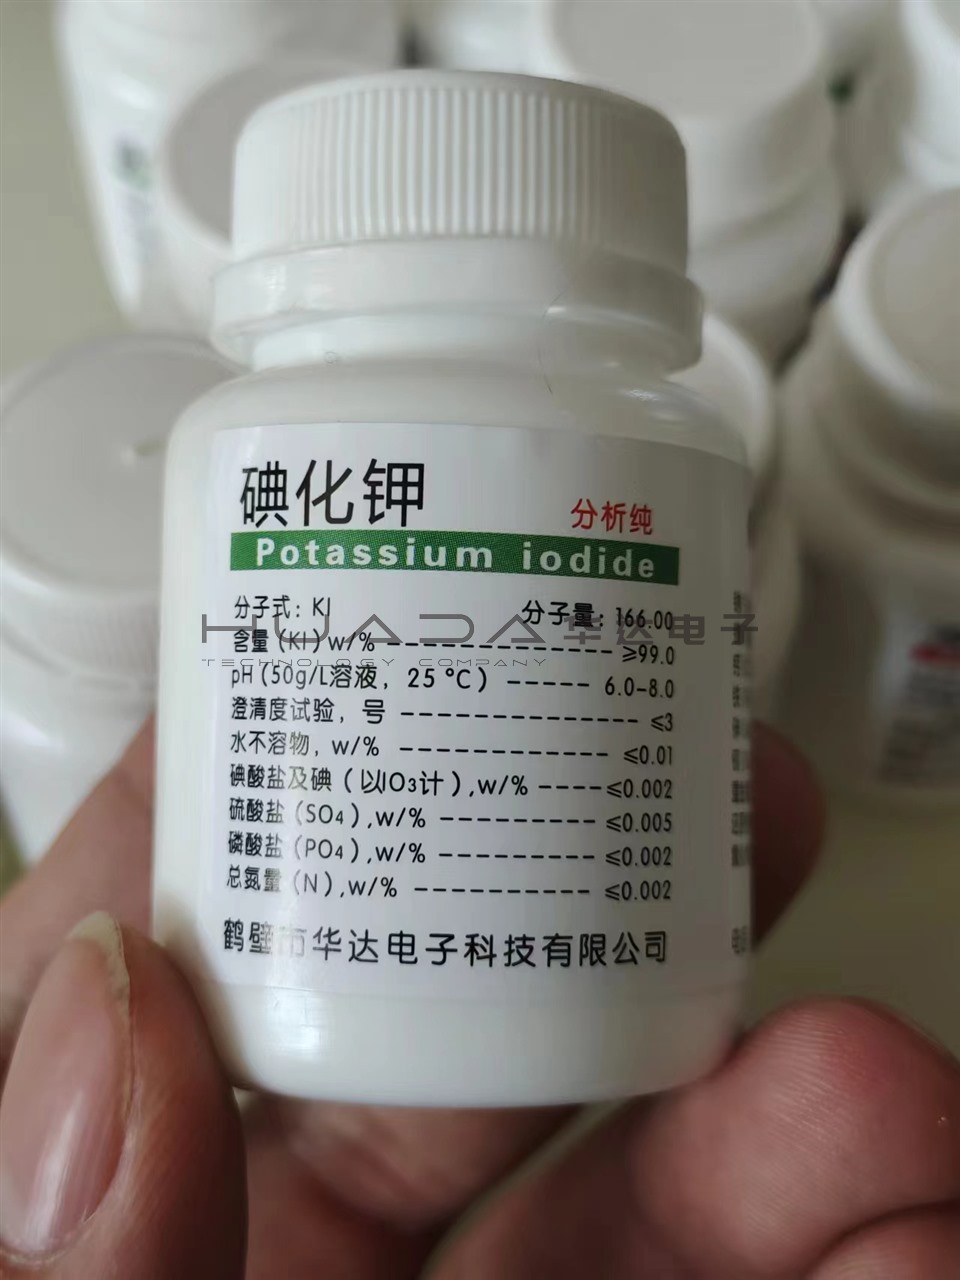 碘化钾
分析纯
Potassium iodide
分子式: KJ 分子量: 166.00
HUADA 华达电子
含量 (KI) w/% ≥99.0
TECHNOLOGY COMPANY
pH (50g/L溶液, 25 ℃) 6.0-8.0
澄清度试验, 号 ≤3
水不溶物, w/% ≤0.01
碘酸盐及碘 (以IO3计), w/% ≤0.002
硫酸盐 (SO4), w/% ≤0.005
磷酸盐 (PO4), w/% ≤0.002
总氮量 (N), w/% ≤0.002
鹤壁市华达电子科技有限公司